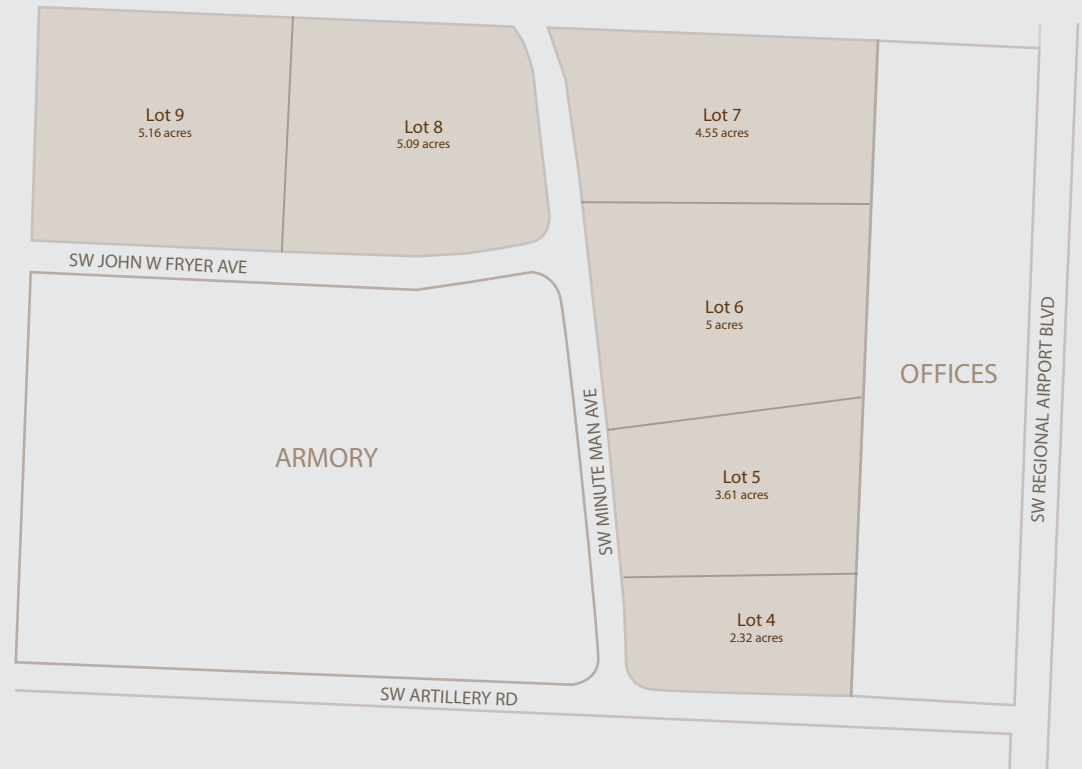 Lot 9
5.16 acres
Lot 8
5.09 acres
Lot 7
4.55 acres
SW JOHN W FRYER AVE
Lot 6
5 acres
OFFICES
SW REGIONAL AIRPORT BLVD
ARMORY
SW MINUTE MAN AVE
Lot 5
3.61 acres
Lot 4
2.32 acres
SW ARTILLERY RD